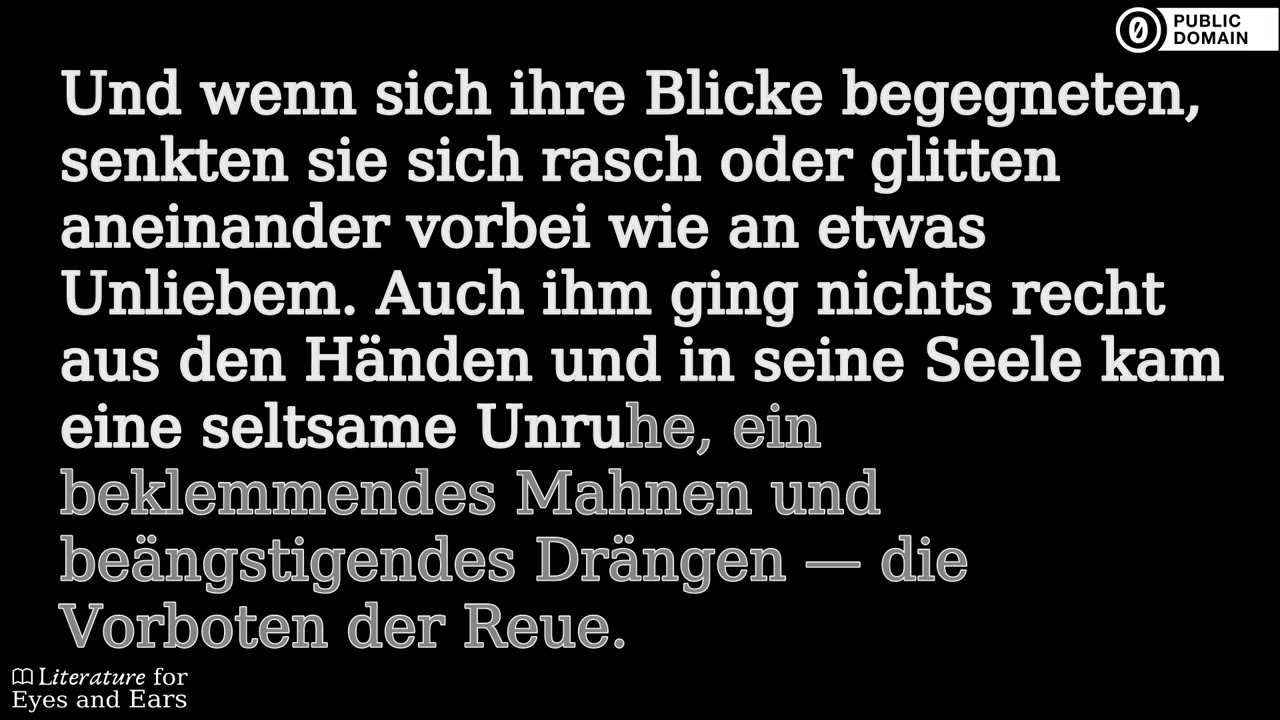 PUBLIC
DOMAIN
Und wenn sich ihre Blicke begegneten,
senkten sie sich rasch oder glitten
aneinander vorbei wie an etwas
Unliebem. Auch ihm ging nichts recht
aus den Händen und in seine Seele kam
eine seltsame Unruhe, ein
beklemmendes Mahnen und
beängstigendes Drängen — die
Vorboten der Reue.
Literature for
Eyes and Ears